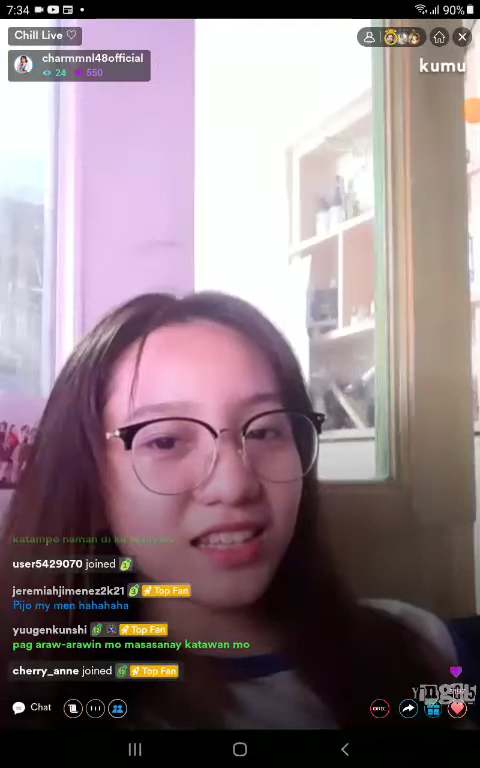 7:34
90%
Chill Live ♡
charmmnl48official
24 550
kumu
user5429070 joined
jeremiahjimenez2k21 Top Fan
Pijo my men hahahaha
yuugenkunshi Top Fan
pag araw-arawin mo masasanay katawan mo
cherry_anne joined Top Fan
Chat